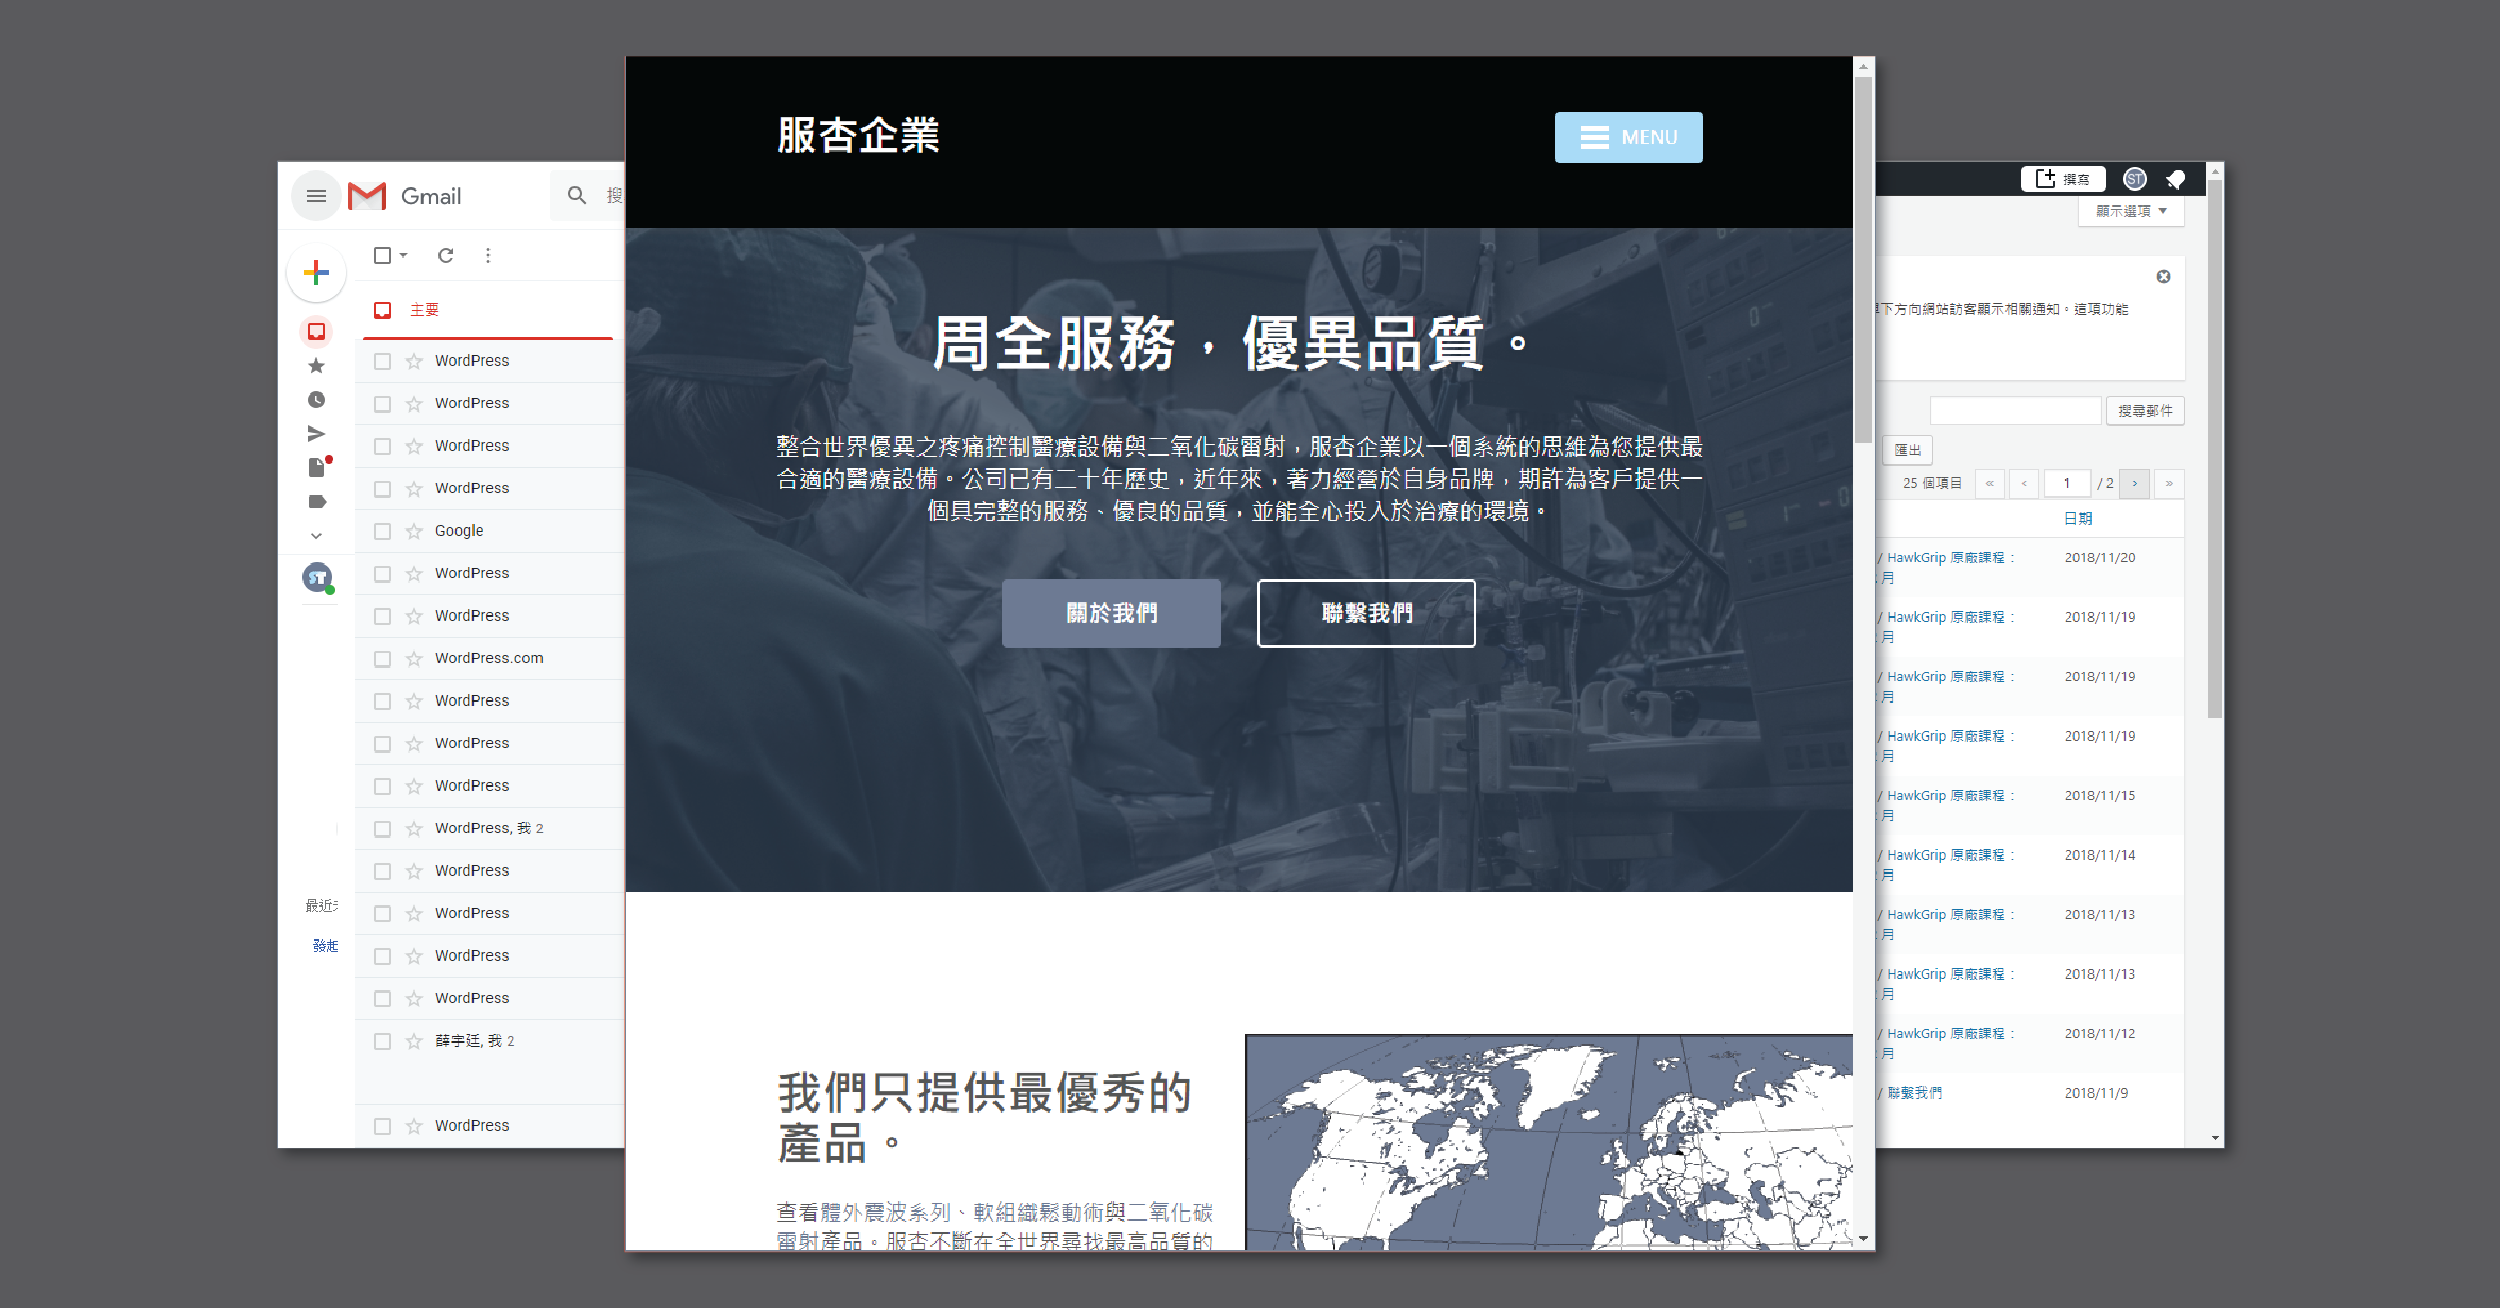 Gmail
搜
主要
WordPress
WordPress
WordPress
WordPress
Google
WordPress
WordPress
WordPress.com
WordPress
WordPress
WordPress
WordPress, 我 2
WordPress
WordPress
WordPress
WordPress
薛宇廷, 我 2
WordPress
ST
最近
發起
服杏企業
MENU
周全服務，優異品質。
整合世界優異之疼痛控制醫療設備與二氧化碳雷射，服杏企業以一個系統的思維為您提供最
合適的醫療設備。公司已有二十年歷史，近年來，著力經營於自身品牌，期許為客戶提供一
個具完整的服務、優良的品質，並能全心投入於治療的環境。
關於我們
聯繫我們
我們只提供最優秀的
產品。
查看體外震波系列、軟組織鬆動術與二氧化碳
雷射產品。服杏不斷在全世界尋找最高品質的
撰寫
ST
顯示選項
下方向網站訪客顯示相關通知。這項功能
搜尋郵件
匯出
25 個項目 « ‹ 1 / 2 › »
日期
/ HawkGrip 原廠課程： 2018/11/20
月
/ HawkGrip 原廠課程： 2018/11/19
月
/ HawkGrip 原廠課程： 2018/11/19
月
/ HawkGrip 原廠課程： 2018/11/19
月
/ HawkGrip 原廠課程： 2018/11/15
月
/ HawkGrip 原廠課程： 2018/11/14
月
/ HawkGrip 原廠課程： 2018/11/13
月
/ HawkGrip 原廠課程： 2018/11/13
月
/ HawkGrip 原廠課程： 2018/11/12
月
/ 聯繫我們 2018/11/9